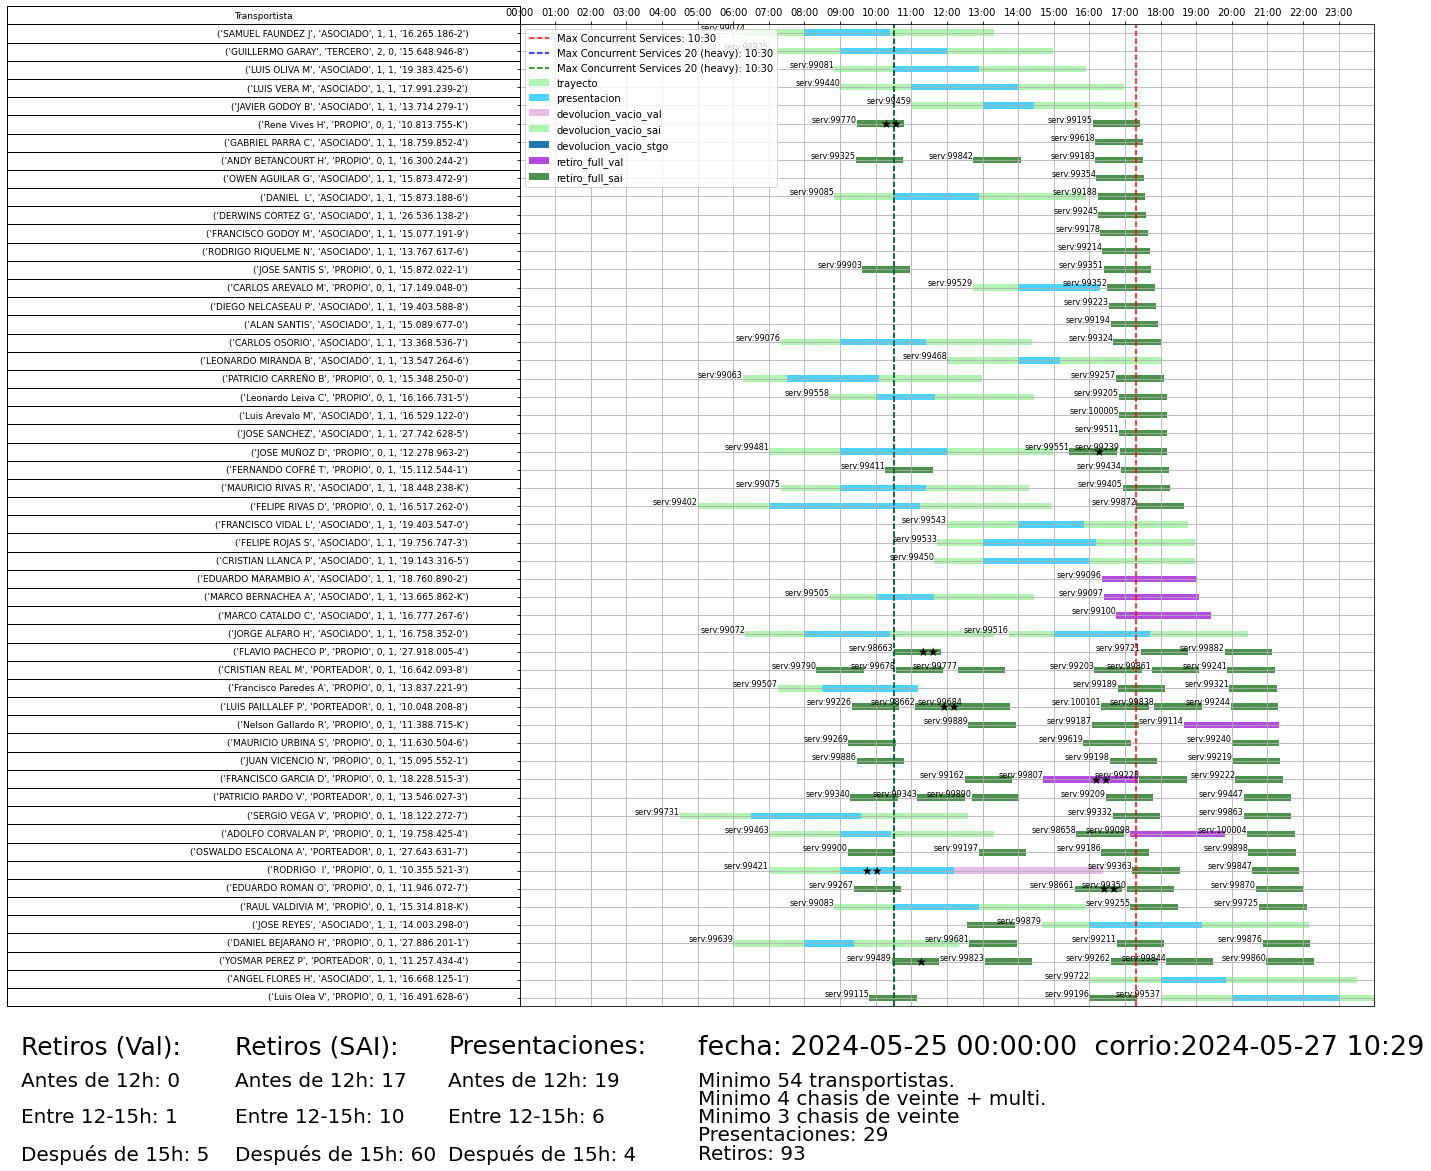 Transportista
00:00 01:00 02:00 03:00 04:00 05:00 06:00 07:00 08:00 09:00 10:00 11:00 12:00 13:00 14:00 15:00 16:00 17:00 18:00 19:00 20:00 21:00 22:00 23:00
Max Concurrent Services: 10:30
Max Concurrent Services 20 (heavy): 10:30
Max Concurrent Services 20 (heavy): 10:30
trayecto
presentacion
devolucion_vacio_val
devolucion_vacio_sai
devolucion_vacio_stgo
retiro_full_val
retiro_full_sai
('SAMUEL FAUNDEZ J', 'ASOCIADO', 1, 1, '16.265.186-2') serv:99074
('GUILLERMO GARAY', 'TERCERO', 2, 0, '15.648.946-8')
('LUIS OLIVA M', 'ASOCIADO', 1, 1, '19.383.425-6') serv:99081
('LUIS VERA M', 'ASOCIADO', 1, 1, '17.991.239-2') serv:99440
('JAVIER GODOY B', 'ASOCIADO', 1, 1, '13.714.279-1') serv:99459
('Rene Vives H', 'PROPIO', 0, 1, '10.813.755-K') serv:99770 serv:99195
('GABRIEL PARRA C', 'ASOCIADO', 1, 1, '18.759.852-4') serv:99618
('ANDY BETANCOURT H', 'PROPIO', 0, 1, '16.300.244-2') serv:99325 serv:99842 serv:99183
('OWEN AGUILAR G', 'ASOCIADO', 1, 1, '15.873.472-9') serv:99354
('DANIEL  L', 'ASOCIADO', 1, 1, '15.873.188-6') serv:99085 serv:99188
('DERWINS CORTEZ G', 'ASOCIADO', 1, 1, '26.536.138-2') serv:99245
('FRANCISCO GODOY M', 'ASOCIADO', 1, 1, '15.077.191-9') serv:99178
('RODRIGO RIQUELME N', 'ASOCIADO', 1, 1, '13.767.617-6') serv:99214
('JOSE SANTIS S', 'PROPIO', 0, 1, '15.872.022-1') serv:99903 serv:99351
('CARLOS AREVALO M', 'PROPIO', 0, 1, '17.149.048-0') serv:99529 serv:99352
('DIEGO NELCASEAU P', 'ASOCIADO', 1, 1, '19.403.588-8') serv:99223
('ALAN SANTIS', 'ASOCIADO', 1, 1, '15.089.677-0') serv:99194
('CARLOS OSORIO', 'ASOCIADO', 1, 1, '13.368.536-7') serv:99076 serv:99324
('LEONARDO MIRANDA B', 'ASOCIADO', 1, 1, '13.547.264-6') serv:99468
('PATRICIO CARREÑO B', 'PROPIO', 0, 1, '15.348.250-0') serv:99063 serv:99257
('Leonardo Leiva C', 'PROPIO', 0, 1, '16.166.731-5') serv:99558 serv:99205
('Luis Arevalo M', 'PROPIO', 0, 1, '16.529.122-0') serv:100005
('JOSE SANCHEZ', 'ASOCIADO', 1, 1, '27.742.628-5') serv:99511
('JOSE MUÑOZ D', 'PROPIO', 0, 1, '12.278.963-2') serv:99481 serv:99551 serv:99239
('FERNANDO COFRÉ T', 'PROPIO', 0, 1, '15.112.544-1') serv:99411 serv:99434
('MAURICIO RIVAS R', 'ASOCIADO', 1, 1, '18.448.238-K') serv:99075 serv:99405
('FELIPE RIVAS D', 'PROPIO', 0, 1, '16.517.262-0') serv:99402 serv:99872
('FRANCISCO VIDAL L', 'ASOCIADO', 1, 1, '19.403.547-0') serv:99543
('FELIPE ROJAS S', 'ASOCIADO', 1, 1, '19.756.747-3') serv:99533
('CRISTIAN LLANCA P', 'ASOCIADO', 1, 1, '19.143.316-5') serv:99450
('EDUARDO MARAMBIO A', 'ASOCIADO', 1, 1, '18.760.890-2') serv:99096
('MARCO BERNACHEA A', 'ASOCIADO', 1, 1, '13.665.862-K') serv:99505 serv:99097
('MARCO CATALDO C', 'ASOCIADO', 1, 1, '16.777.267-6') serv:99100
('JORGE ALFARO H', 'ASOCIADO', 1, 1, '16.758.352-0') serv:99072 serv:99516
('FLAVIO PACHECO P', 'PROPIO', 0, 1, '27.918.005-4') serv:98663 serv:99721 serv:99882
('CRISTIAN REAL M', 'PORTEADOR', 0, 1, '16.642.093-8') serv:99790 serv:99678 serv:99777 serv:99203 serv:99861 serv:99241
('Francisco Paredes A', 'PROPIO', 0, 1, '13.837.221-9') serv:99507 serv:99189 serv:99321
('LUIS PAILLALEF P', 'PORTEADOR', 0, 1, '10.048.208-8') serv:99226 serv:98662 serv:99684 serv:100101 serv:99838 serv:99244
('Nelson Gallardo R', 'PROPIO', 0, 1, '11.388.715-K') serv:99889 serv:99187 serv:99114
('MAURICIO URBINA S', 'PROPIO', 0, 1, '11.630.504-6') serv:99269 serv:99619 serv:99240
('JUAN VICENCIO N', 'PROPIO', 0, 1, '15.095.552-1') serv:99886 serv:99198 serv:99219
('FRANCISCO GARCIA D', 'PROPIO', 0, 1, '18.228.515-3') serv:99162 serv:99807 serv:99228 serv:99222
('PATRICIO PARDO V', 'PORTEADOR', 0, 1, '13.546.027-3') serv:99340 serv:99343 serv:99890 serv:99209 serv:99447
('SERGIO VEGA V', 'PROPIO', 0, 1, '18.122.272-7') serv:99731 serv:99332 serv:99863
('ADOLFO CORVALAN P', 'PROPIO', 0, 1, '19.758.425-4') serv:99463 serv:98658 serv:99098 serv:100004
('OSWALDO ESCALONA A', 'PORTEADOR', 0, 1, '27.643.631-7') serv:99900 serv:99197 serv:99186 serv:99898
('RODRIGO  I', 'PROPIO', 0, 1, '10.355.521-3') serv:99421 serv:99363 serv:99847
('EDUARDO ROMAN O', 'PROPIO', 0, 1, '11.946.072-7') serv:99267 serv:98661 serv:99350 serv:99870
('RAUL VALDIVIA M', 'PROPIO', 0, 1, '15.314.818-K') serv:99083 serv:99255 serv:99725
('JOSE REYES', 'ASOCIADO', 1, 1, '14.003.298-0') serv:99879
('DANIEL BEJARANO H', 'PROPIO', 0, 1, '27.886.201-1') serv:99639 serv:99681 serv:99211 serv:99876
('YOSMAR PEREZ P', 'PORTEADOR', 0, 1, '11.257.434-4') serv:99489 serv:99823 serv:99262 serv:99844 serv:99860
('ANGEL FLORES H', 'ASOCIADO', 1, 1, '16.668.125-1') serv:99722
('Luis Olea V', 'PROPIO', 0, 1, '16.491.628-6') serv:99115 serv:99196 serv:99537
Retiros (Val): Retiros (SAI): Presentaciones: fecha: 2024-05-25 00:00:00  corrio:2024-05-27 10:29
Antes de 12h: 0 Antes de 12h: 17 Antes de 12h: 19 Minimo 54 transportistas.
Minimo 4 chasis de veinte + multi.
Entre 12-15h: 1 Entre 12-15h: 10 Entre 12-15h: 6 Minimo 3 chasis de veinte
Presentaciones: 29
Después de 15h: 5 Después de 15h: 60 Después de 15h: 4 Retiros: 93